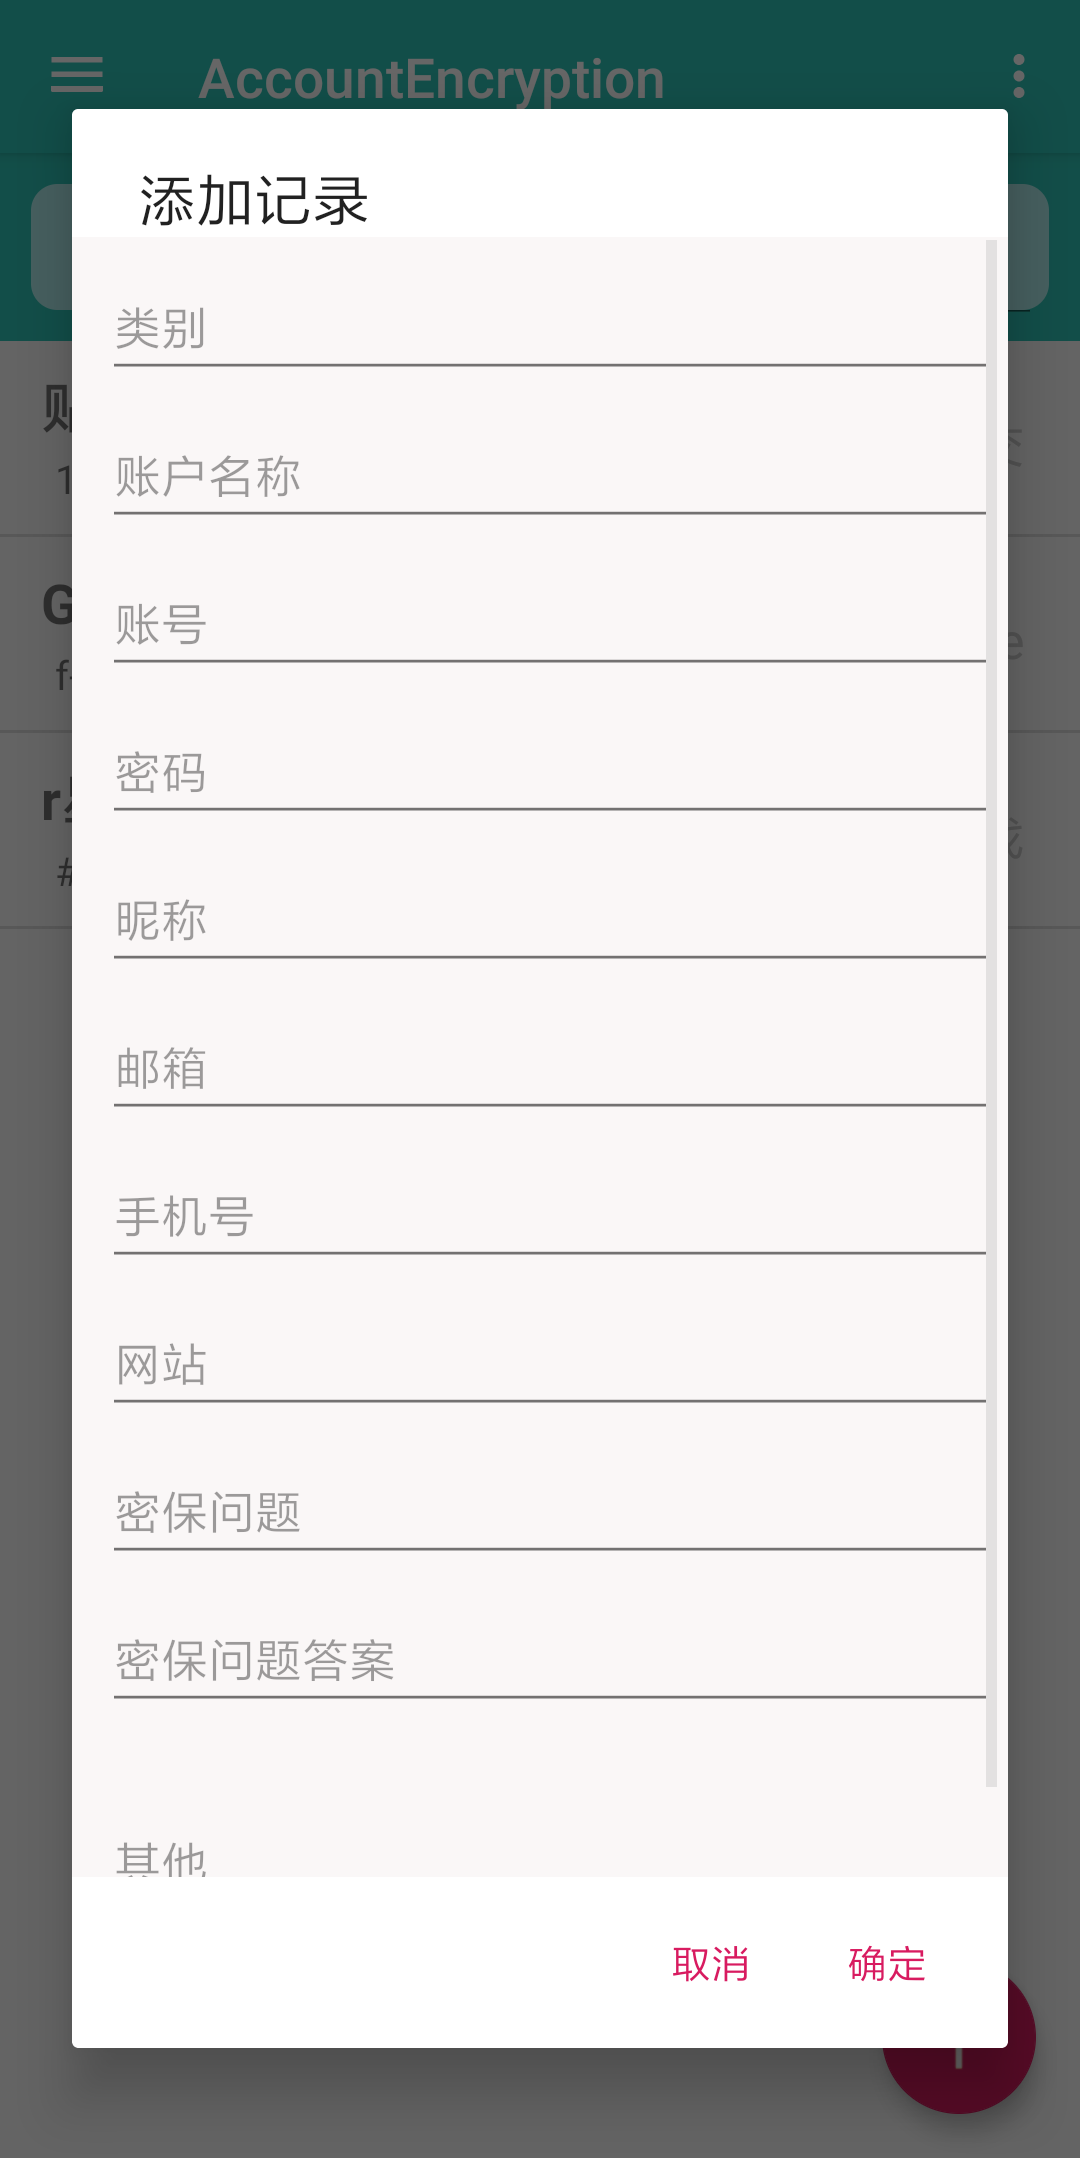 AccountEncryption
添加记录
类别
账户名称
账号
密码
昵称
邮箱
手机号
网站
密保问题
密保问题答案
其他
取消
确定